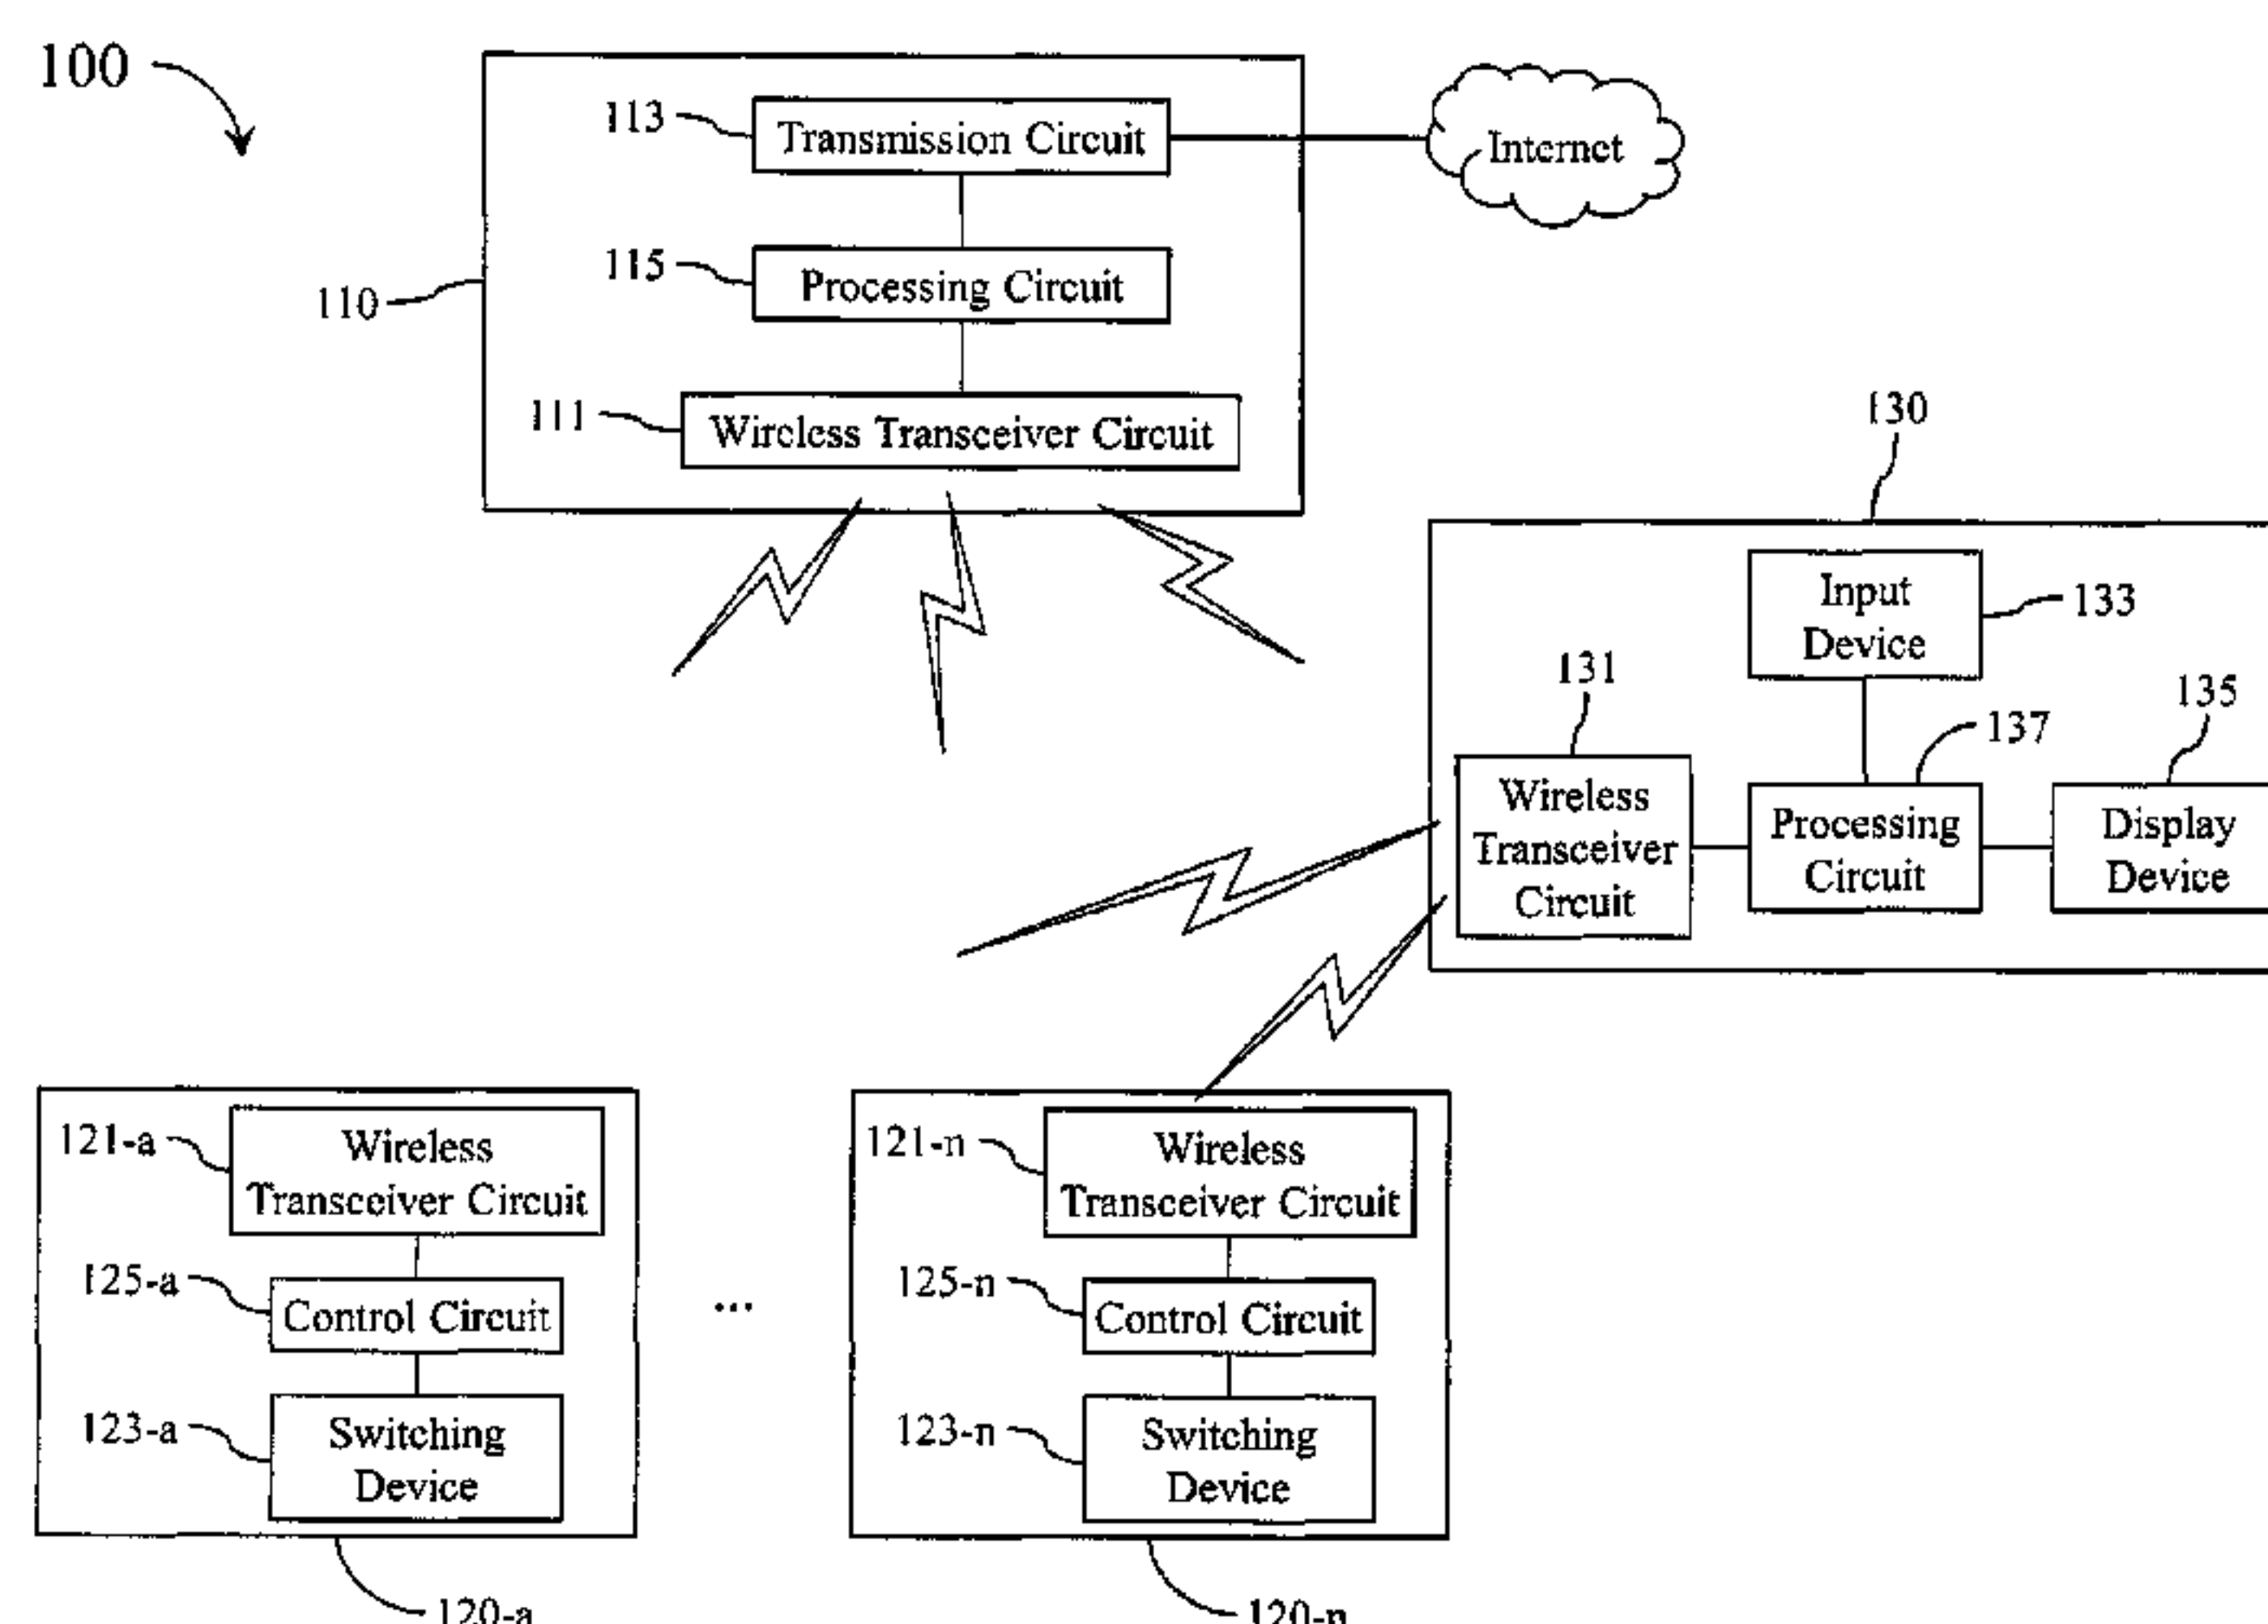 100
113
Transmission Circuit
Internet
115
Processing Circuit
110
111
Wireless Transceiver Circuit
130
Input
Device
133
131
135
137
Wireless
Transceiver
Circuit
Processing
Circuit
Display
Device
121-a
Wireless
Transceiver Circuit
125-a
Control Circuit
123-a
Switching
Device
120-a
...
121-n
Wireless
Transceiver Circuit
125-n
Control Circuit
123-n
Switching
Device
120-n